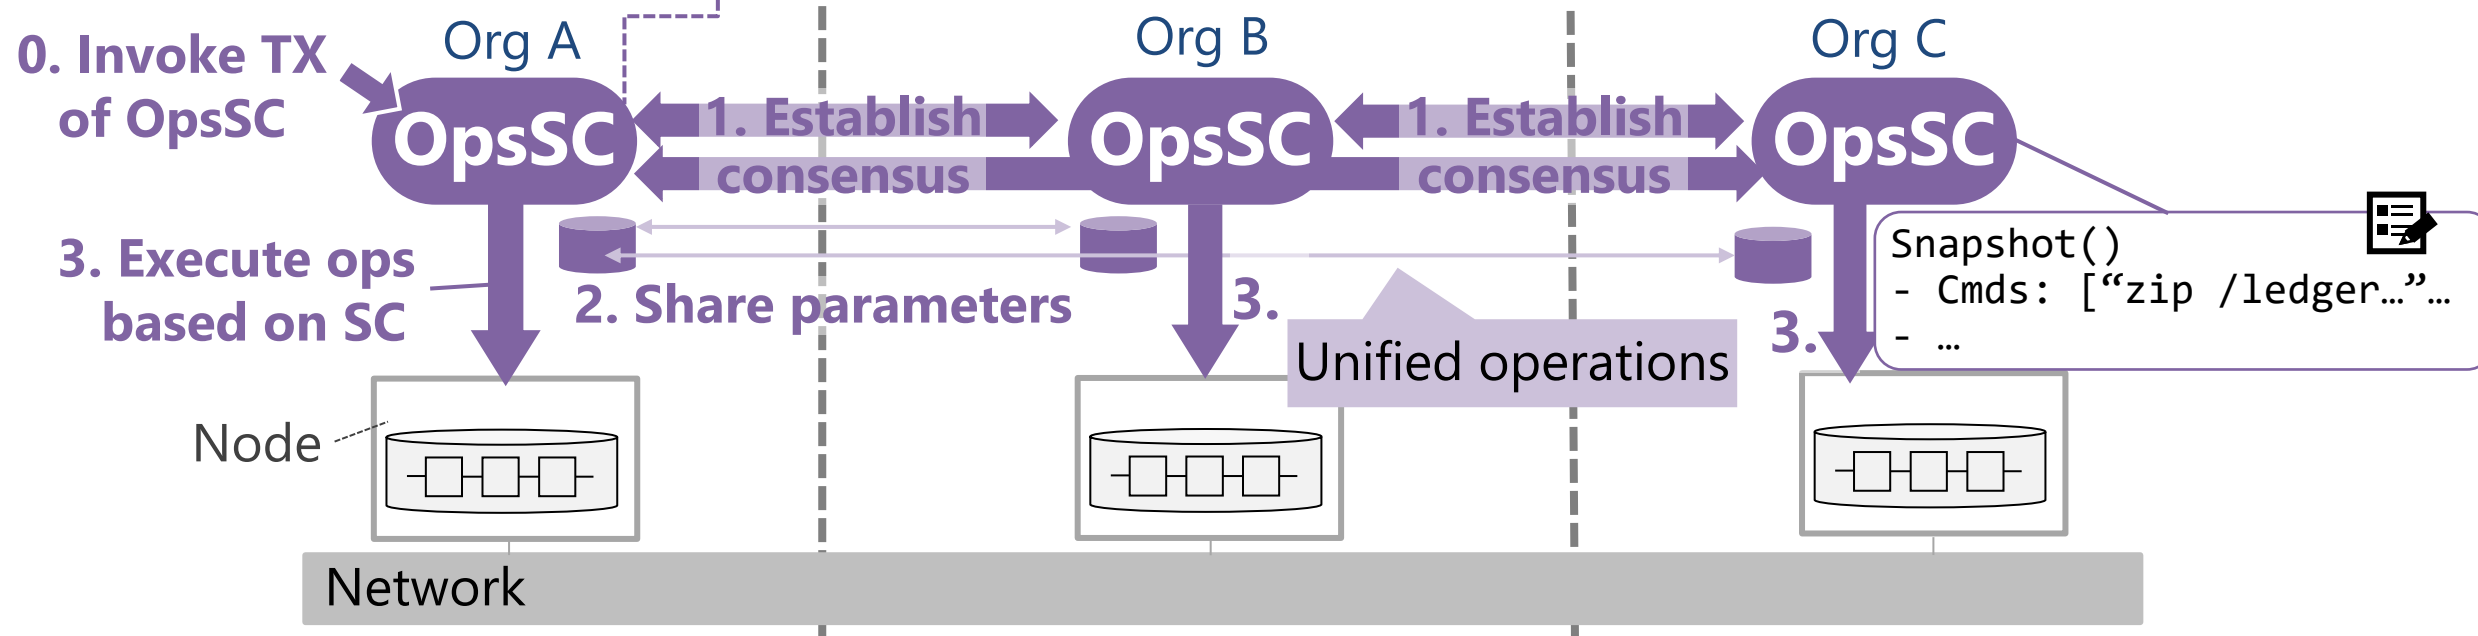 0. Invoke TX
of OpsSC
Org A
Org B
Org C
OpsSC
OpsSC
OpsSC
1. Establish
consensus
1. Establish
consensus
3. Execute ops
based on SC
2. Share parameters
3.
3.
Unified operations
Snapshot()
- Cmds: [“zip /ledger…”…
- …
Node
Network